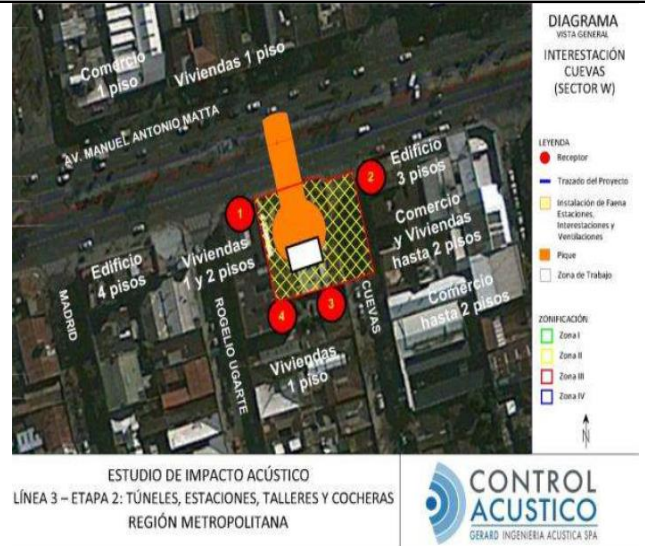 Comercio
1 piso
Viviendas 1 piso
AV. MANUEL ANTONIO MATTA
Edificio
3 pisos
Comercio
y Viviendas
hasta 2 pisos
Comercio
hasta 2 pisos
Viviendas
1 y 2 pisos
Edificio
4 pisos
MADRID
ROGELIO UGARTE
CUEVAS
Viviendas
1 piso
1
2
3
4
DIAGRAMA
VISTA GENERAL
INTERESTACIÓN
CUEVAS
(SECTOR W)
LEYENDA
Receptor
Trazado del Proyecto
Instalación de Faena
Estaciones,
Interestaciones y
Ventilaciones
Pique
Zona de Trabajo
ZONIFICACIÓN
Zona I
Zona II
Zona III
Zona IV
N
ESTUDIO DE IMPACTO ACÚSTICO
LÍNEA 3 – ETAPA 2: TÚNELES, ESTACIONES, TALLERES Y COCHERAS
REGIÓN METROPOLITANA
CONTROL
ACUSTICO
GERARD INGENIERIA ACUSTICA SPA